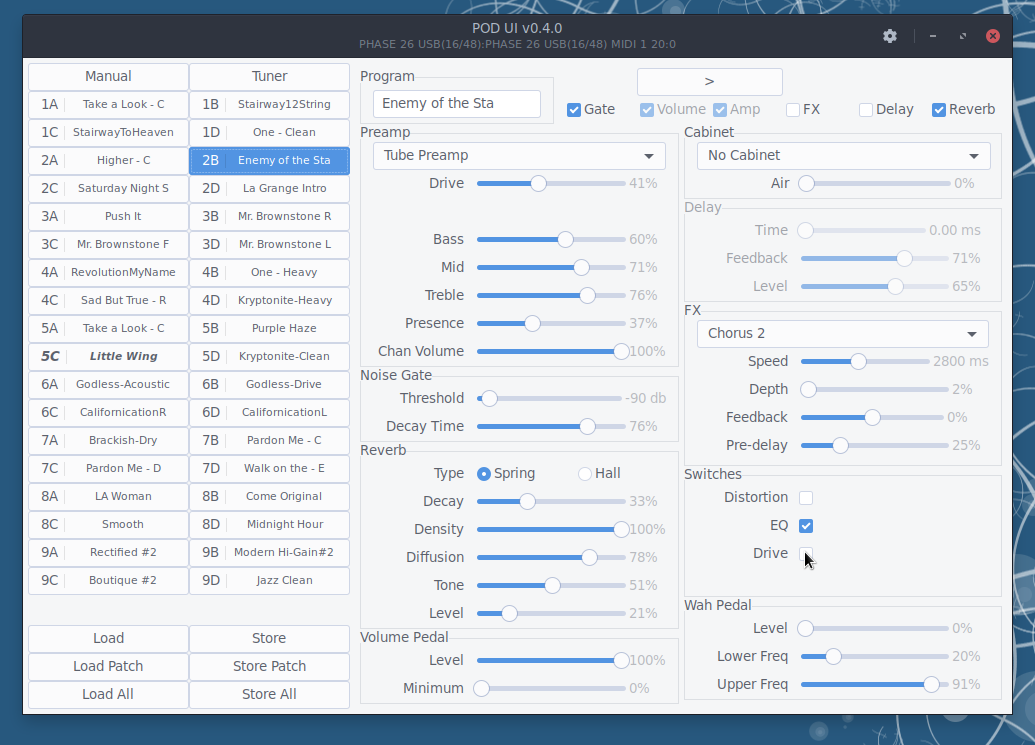 POD UI v0.4.0
PHASE 26 USB(16/48):PHASE 26 USB(16/48) MIDI 1 20:0
Manual Tuner
1A Take a Look - C 1B Stairway12String
1C StairwayToHeaven 1D One - Clean
2A Higher - C 2B Enemy of the Sta
2C Saturday Night S 2D La Grange Intro
3A Push It 3B Mr. Brownstone R
3C Mr. Brownstone F 3D Mr. Brownstone L
4A RevolutionMyName 4B One - Heavy
4C Sad But True - R 4D Kryptonite-Heavy
5A Take a Look - C 5B Purple Haze
5C Little Wing 5D Kryptonite-Clean
6A Godless-Acoustic 6B Godless-Drive
6C CalifornicationR 6D CalifornicationL
7A Brackish-Dry 7B Pardon Me - C
7C Pardon Me - D 7D Walk on the - E
8A LA Woman 8B Come Original
8C Smooth 8D Midnight Hour
9A Rectified #2 9B Modern Hi-Gain#2
9C Boutique #2 9D Jazz Clean
Load Store
Load Patch Store Patch
Load All Store All
Program
Enemy of the Sta
>
Gate Volume Amp FX Delay Reverb
Preamp
Tube Preamp
Drive 41%
Bass 60%
Mid 71%
Treble 76%
Presence 37%
Chan Volume 100%
Noise Gate
Threshold -90 db
Decay Time 76%
Reverb
Type Spring Hall
Decay 33%
Density 100%
Diffusion 78%
Tone 51%
Level 21%
Volume Pedal
Level 100%
Minimum 0%
Cabinet
No Cabinet
Air 0%
Delay
Time 0.00 ms
Feedback 71%
Level 65%
FX
Chorus 2
Speed 2800 ms
Depth 2%
Feedback 0%
Pre-delay 25%
Switches
Distortion
EQ
Drive
Wah Pedal
Level 0%
Lower Freq 20%
Upper Freq 91%